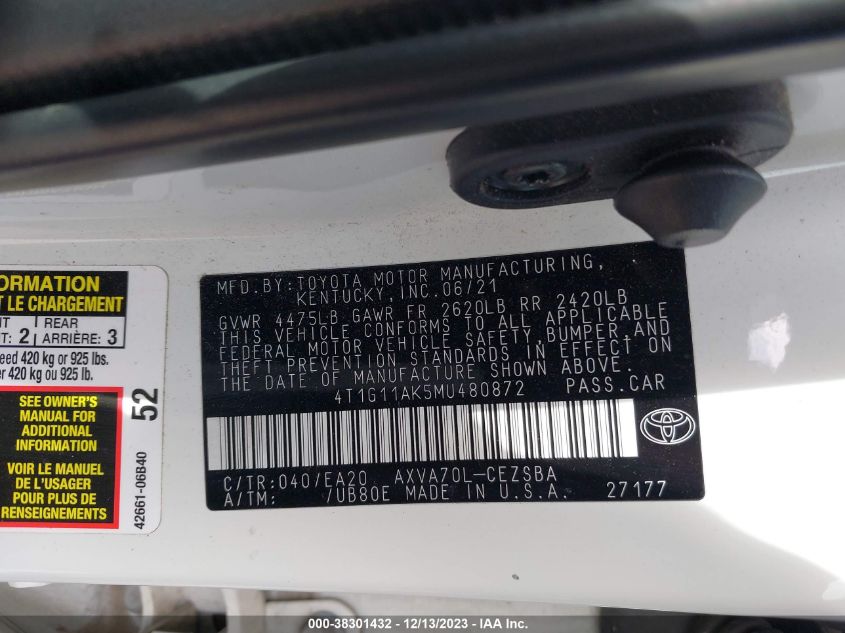 ORMATION
T LE CHARGEMENT
NT REAR
T: 2 ARRIÈRE: 3
eed 420 kg or 925 lbs.
er 420 kg ou 925 lb.
SEE OWNER'S
MANUAL FOR
ADDITIONAL
INFORMATION
VOIR LE MANUEL
DE L'USAGER
POUR PLUS DE
RENSEIGNEMENTS
52
42661-06B40
MFD.BY:TOYOTA MOTOR MANUFACTURING,
KENTUCKY, INC.06/21
GVWR 4475LB GAWR FR 2620LB RR 2420LB
THIS VEHICLE CONFORMS TO ALL APPLICABLE
FEDERAL MOTOR VEHICLE SAFETY,BUMPER,AND
THEFT PREVENTION STANDARDS IN EFFECT ON
THE DATE OF MANUFACTURE SHOWN ABOVE.
4T1G11AK5MU480872 PASS.CAR
C/TR:040/EA20 AXVA70L-CEZSBA
A/TM: /UB80E MADE IN U.S.A. 27177
000-38301432 - 12/13/2023 - IAA Inc.